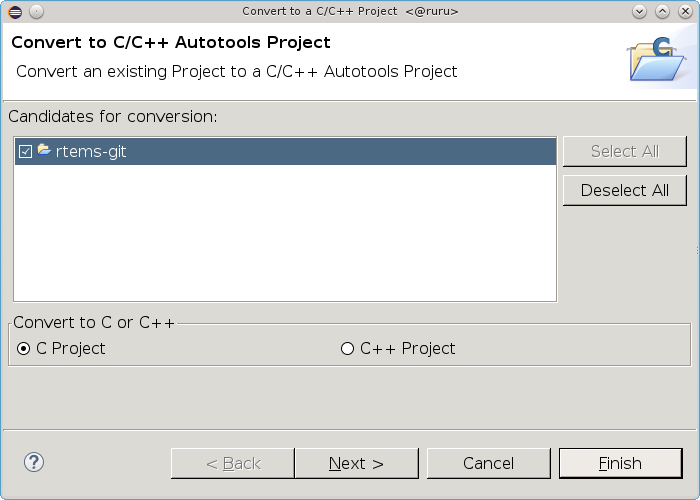 Convert to a C/C++ Project <@ruru>
Convert to C/C++ Autotools Project
Convert an existing Project to a C/C++ Autotools Project
C
Candidates for conversion:
rtems-git
Select All
Deselect All
Convert to C or C++
C Project
C++ Project
?
< Back
Next >
Cancel
Finish